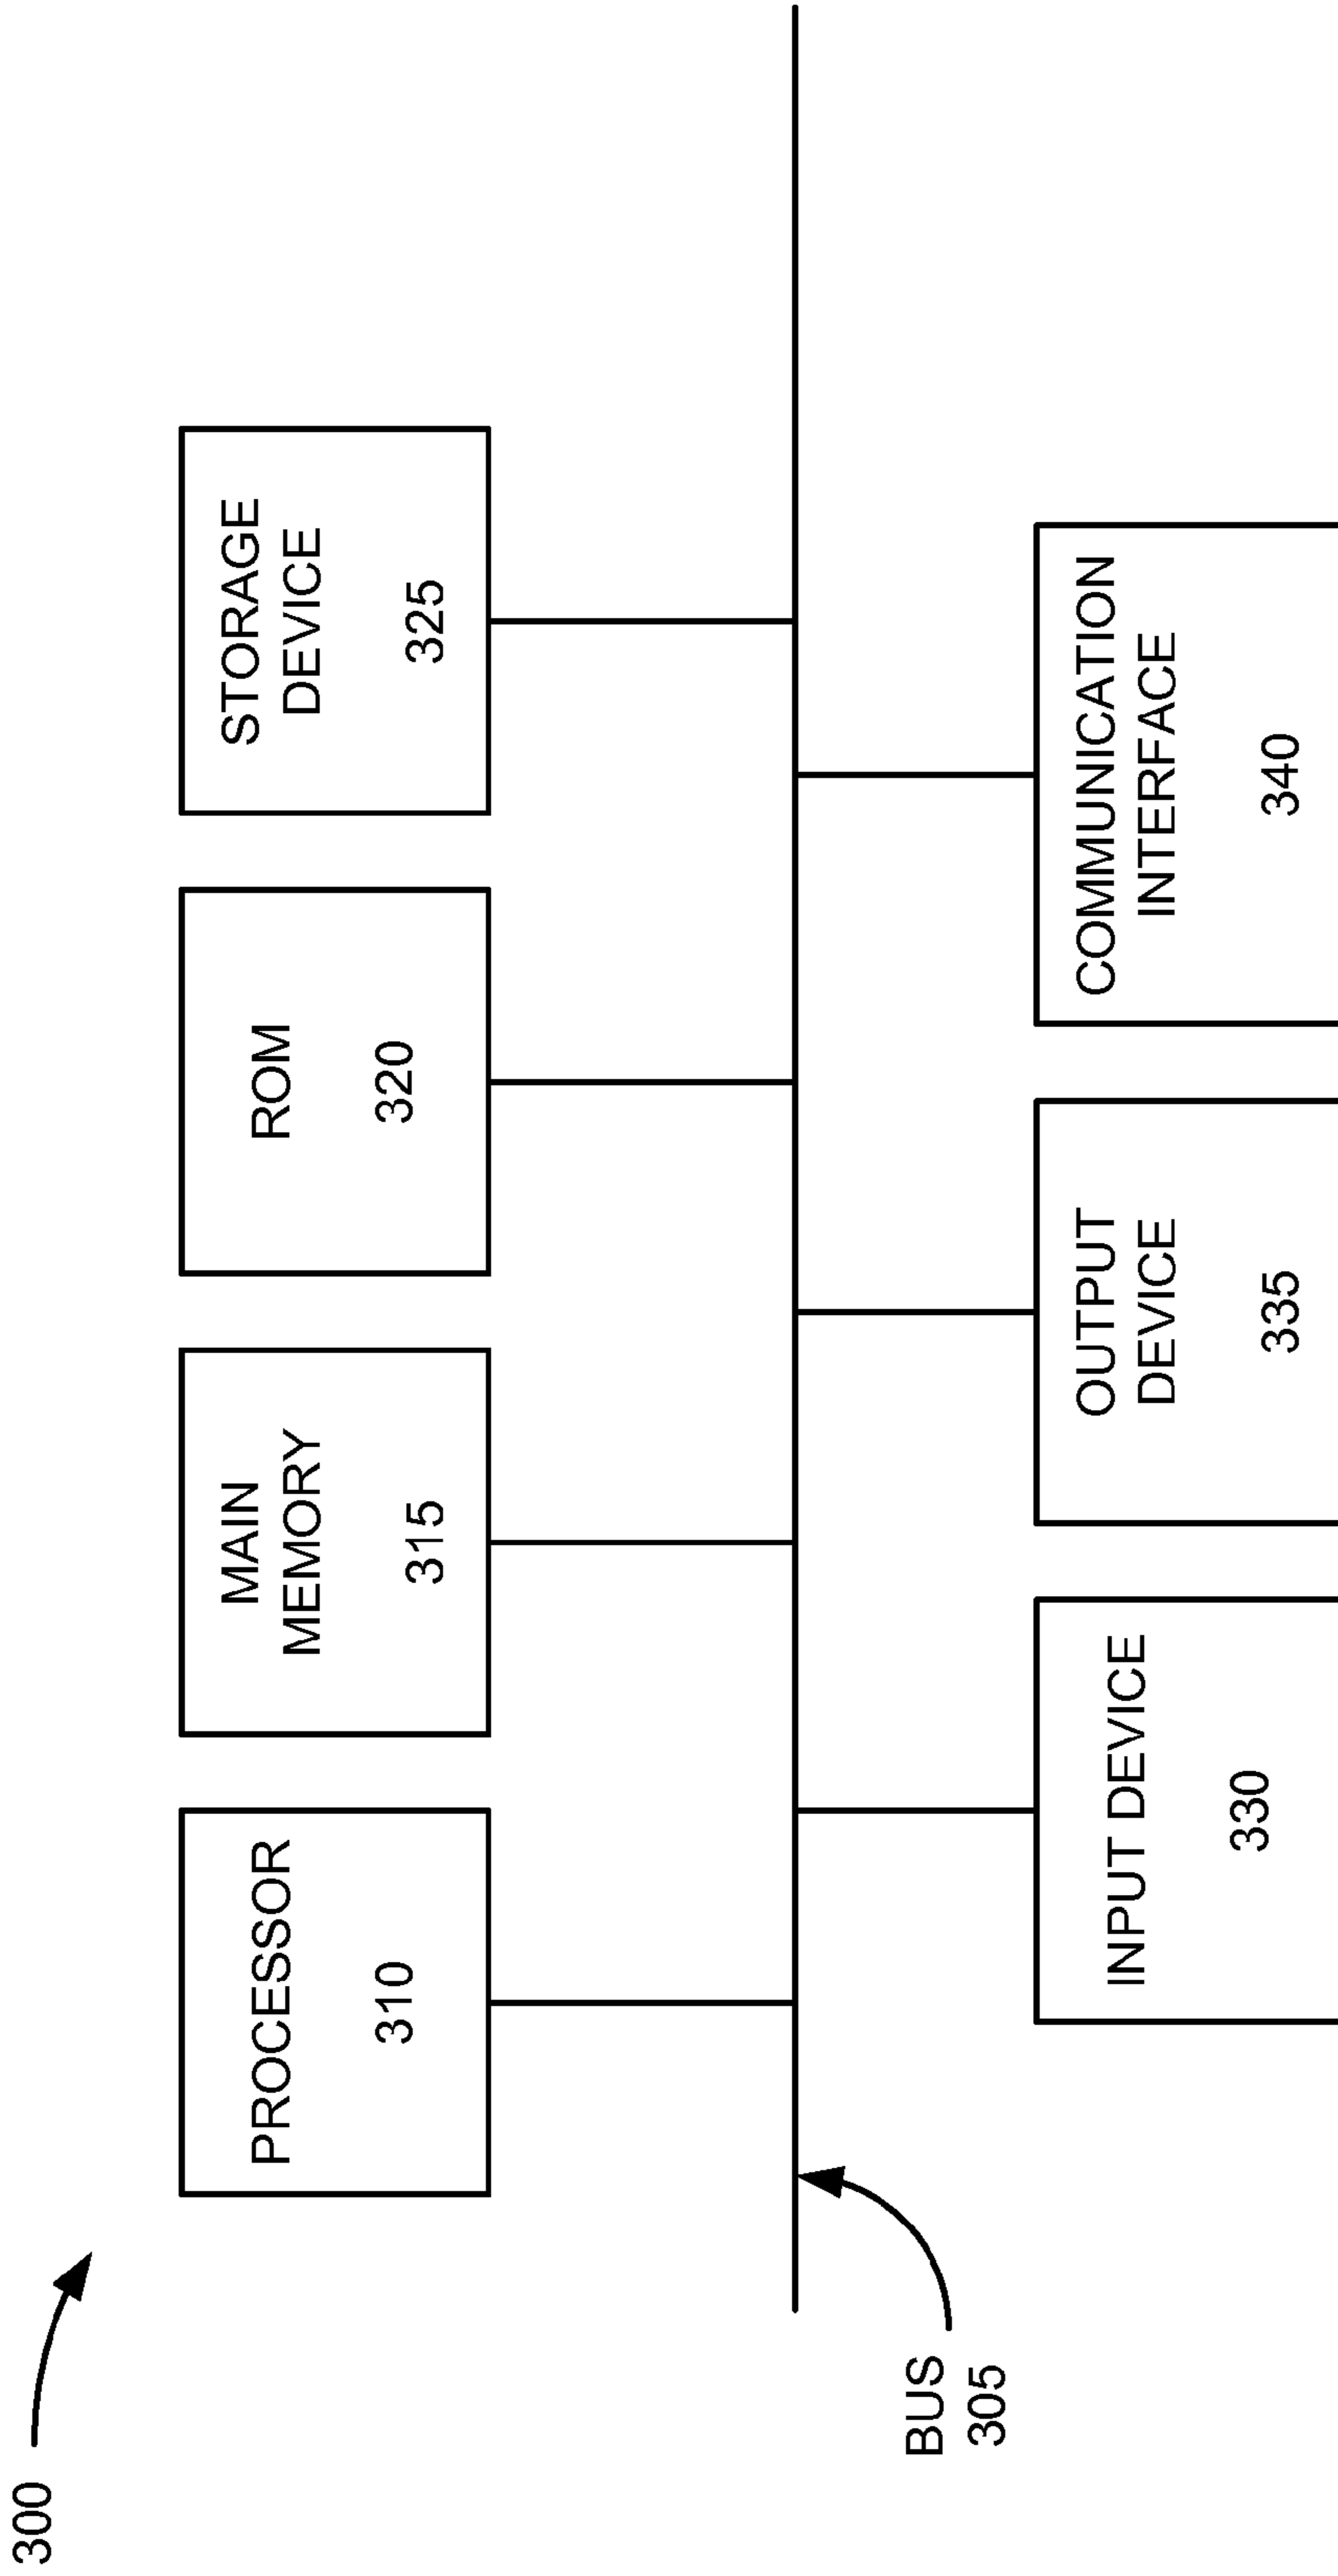 300
PROCESSOR
310
MAIN
MEMORY
315
ROM
320
STORAGE
DEVICE
325
BUS
305
INPUT DEVICE
330
OUTPUT
DEVICE
335
COMMUNICATION
INTERFACE
340